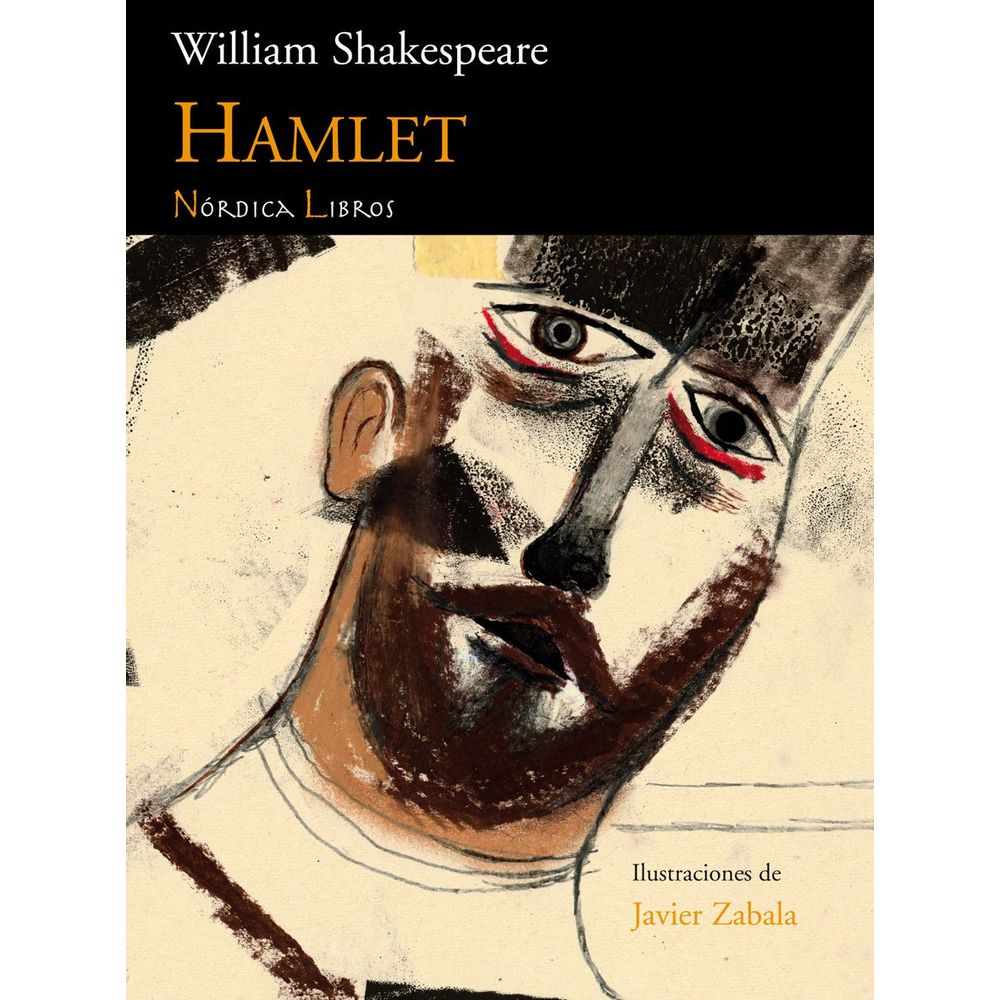 William Shakespeare
HAMLET
NÓRDICA LIBROS
Ilustraciones de
Javier Zabala